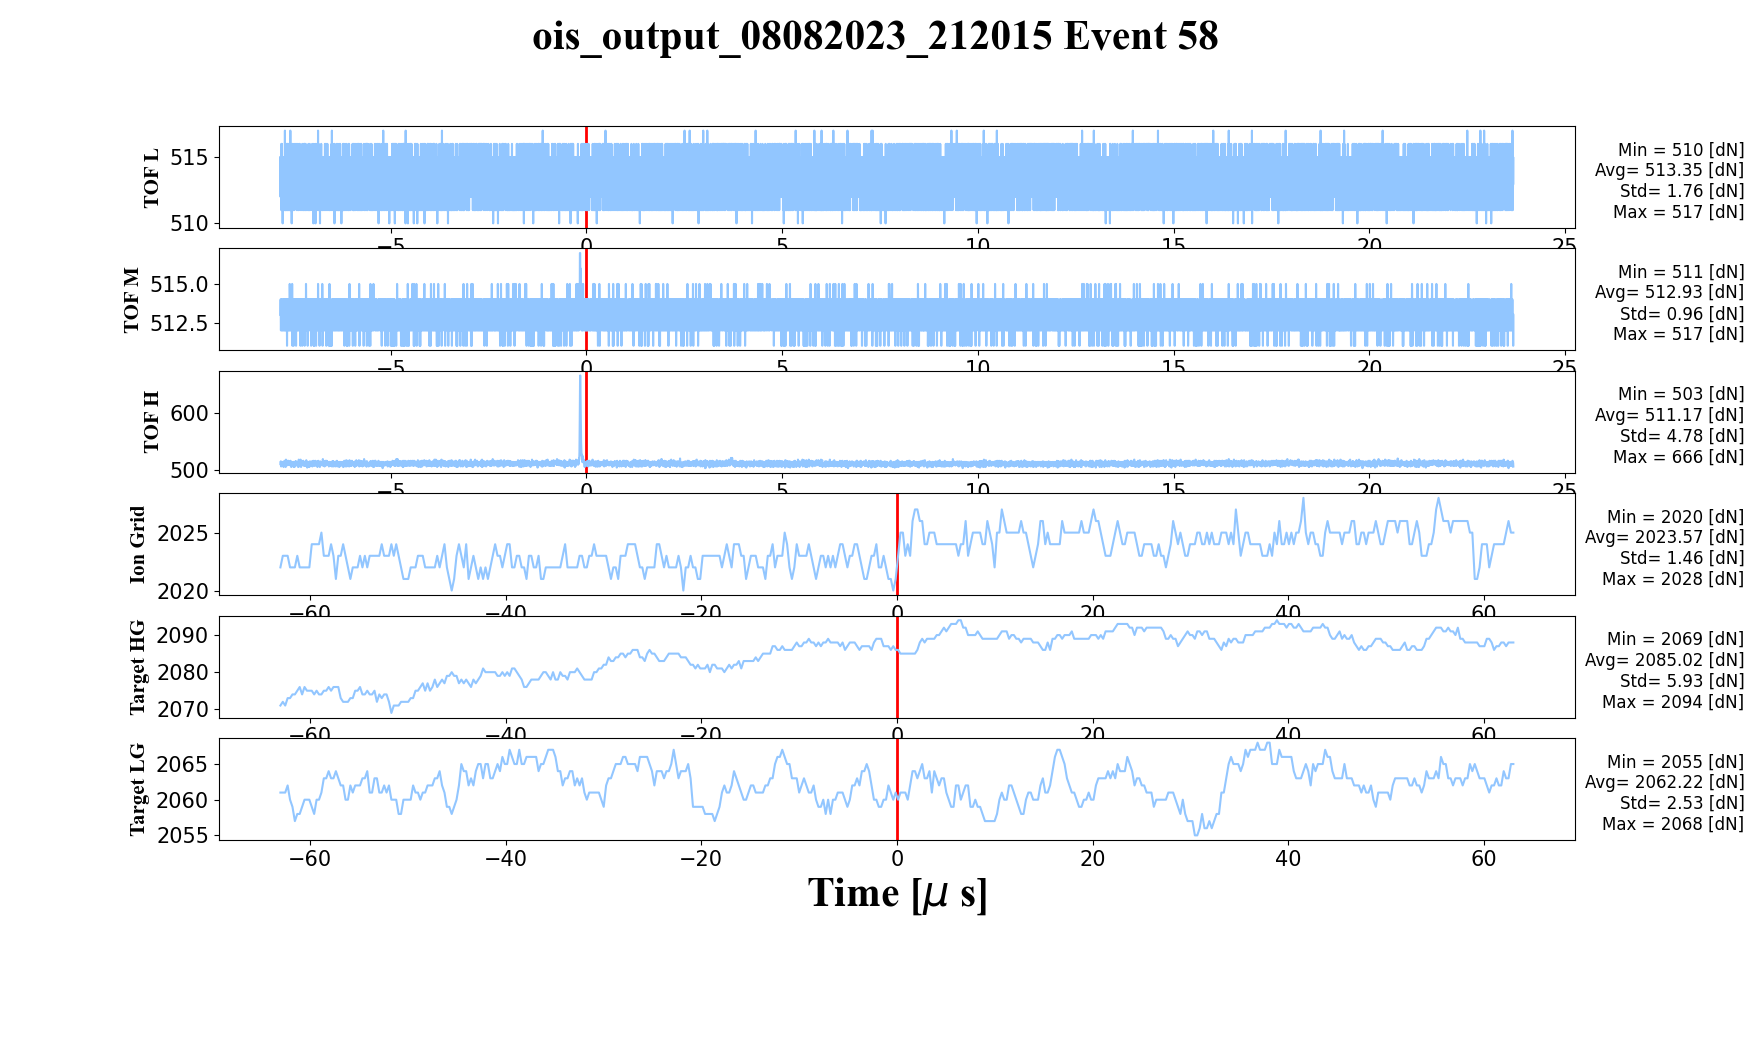 ois_output_08082023_212015 Event 58
TOF L
515
510
−5
0
5
10
15
20
25
Min = 510 [dN]
Avg= 513.35 [dN]
Std= 1.76 [dN]
Max = 517 [dN]
TOF M
515.0
512.5
−5
0
5
10
15
20
25
Min = 511 [dN]
Avg= 512.93 [dN]
Std= 0.96 [dN]
Max = 517 [dN]
TOF H
600
500
−5
0
5
10
15
20
25
Min = 503 [dN]
Avg= 511.17 [dN]
Std= 4.78 [dN]
Max = 666 [dN]
Ion Grid
2025
2020
−60
−40
−20
0
20
40
60
Min = 2020 [dN]
Avg= 2023.57 [dN]
Std= 1.46 [dN]
Max = 2028 [dN]
Target HG
2090
2080
2070
−60
−40
−20
0
20
40
60
Min = 2069 [dN]
Avg= 2085.02 [dN]
Std= 5.93 [dN]
Max = 2094 [dN]
Target LG
2065
2060
2055
−60
−40
−20
0
20
40
60
Min = 2055 [dN]
Avg= 2062.22 [dN]
Std= 2.53 [dN]
Max = 2068 [dN]
Time [μ s]